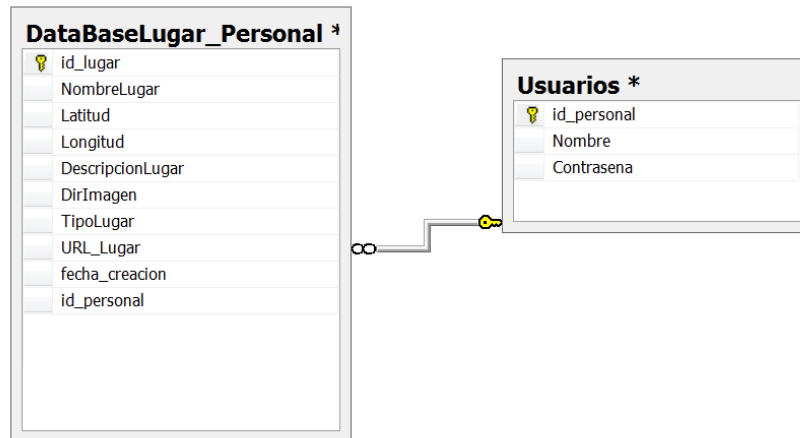 DataBaseLugar_Personal *
id_lugar
NombreLugar
Latitud
Longitud
DescripcionLugar
DirImagen
TipoLugar
URL_Lugar
fecha_creacion
id_personal
Usuarios *
id_personal
Nombre
Contrasena